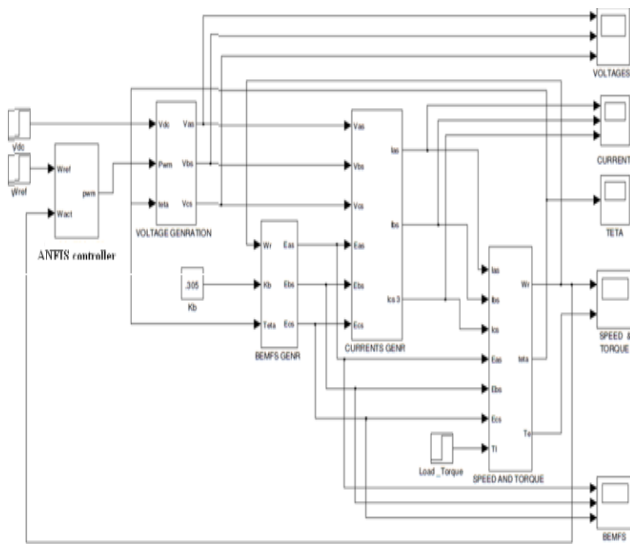 VOLTAGES
Vdc
Wref
Wref
Wact
pwm
ANFIS controller
Vdc
Pwm
teta
Vas
Vbs
Vcs
VOLTAGE GENRATION
.305
Kb
Wr
Kb
Teta
Eas
Ebs
Ecs
BEMFS GENR
Vas
Vbs
Vcs
Eas
Ebs
Ecs
Ias
Ibs
Ics 3
CURRENTS GENR
CURRENT
TETA
Ias
Ibs
Ics
Eas
Ebs
Ecs
Tl
Wr
teta
Te
SPEED AND TORQUE
Load _Torque
SPEED &
TORQUE
BEMFS